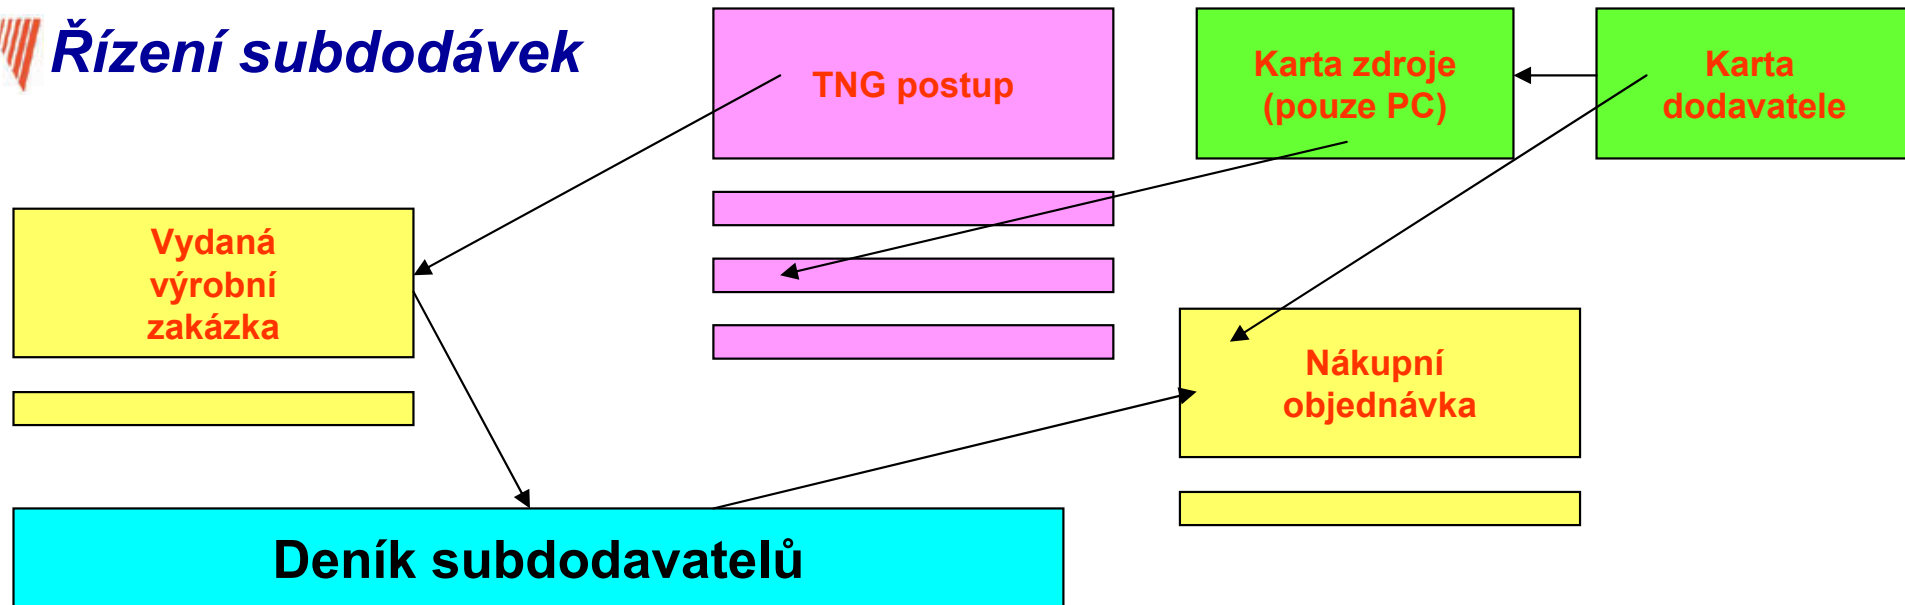 Řízení subdodávek
TNG postup
Karta zdroje
(pouze PC)
Karta
dodavatele
Vydaná
výrobní
zakázka
Nákupní
objednávka
Deník subdodavatelů